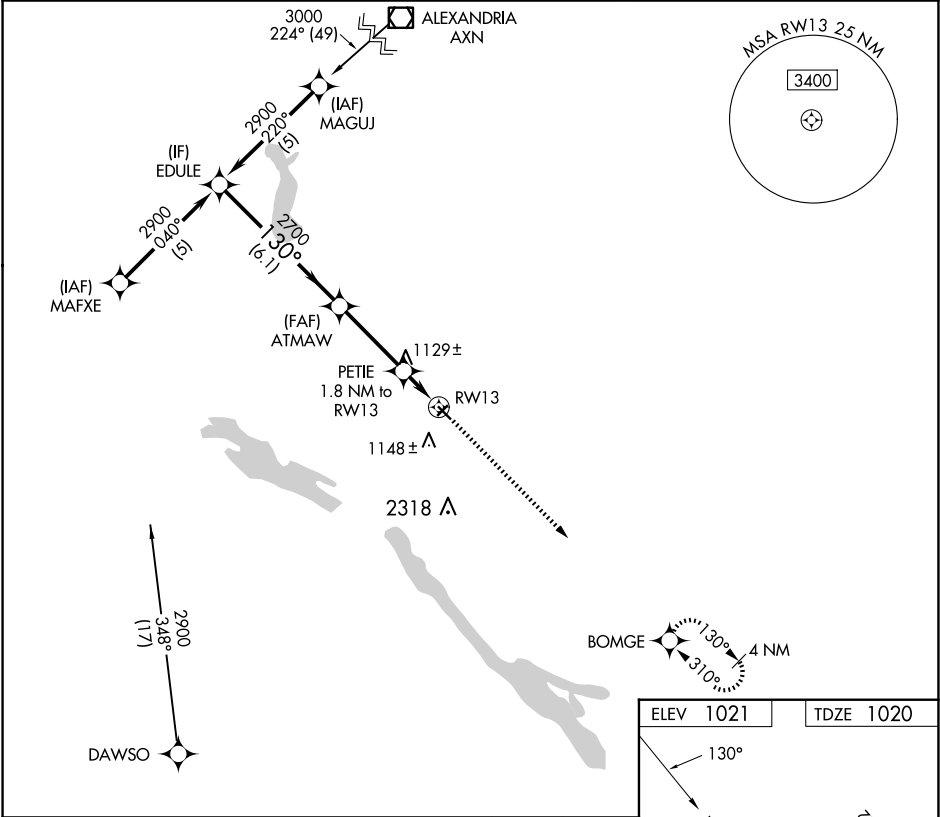 3000
224° (49)
ALEXANDRIA
AXN
MSA RW13 25 NM
3400
(IAF)
MAGUJ
2900
220°
(5)
(IF)
EDULE
2900
040°
(5)
2700
130°
(6.1)
(IAF)
MAFXE
(FAF)
ATMAW
1129±
PETIE
1.8 NM to
RW13
RW13
1148±
2318
2900
348°
(17)
BOMGE
130°
310°
4 NM
DAWSO
ELEV 1021
TDZE 1020
130°